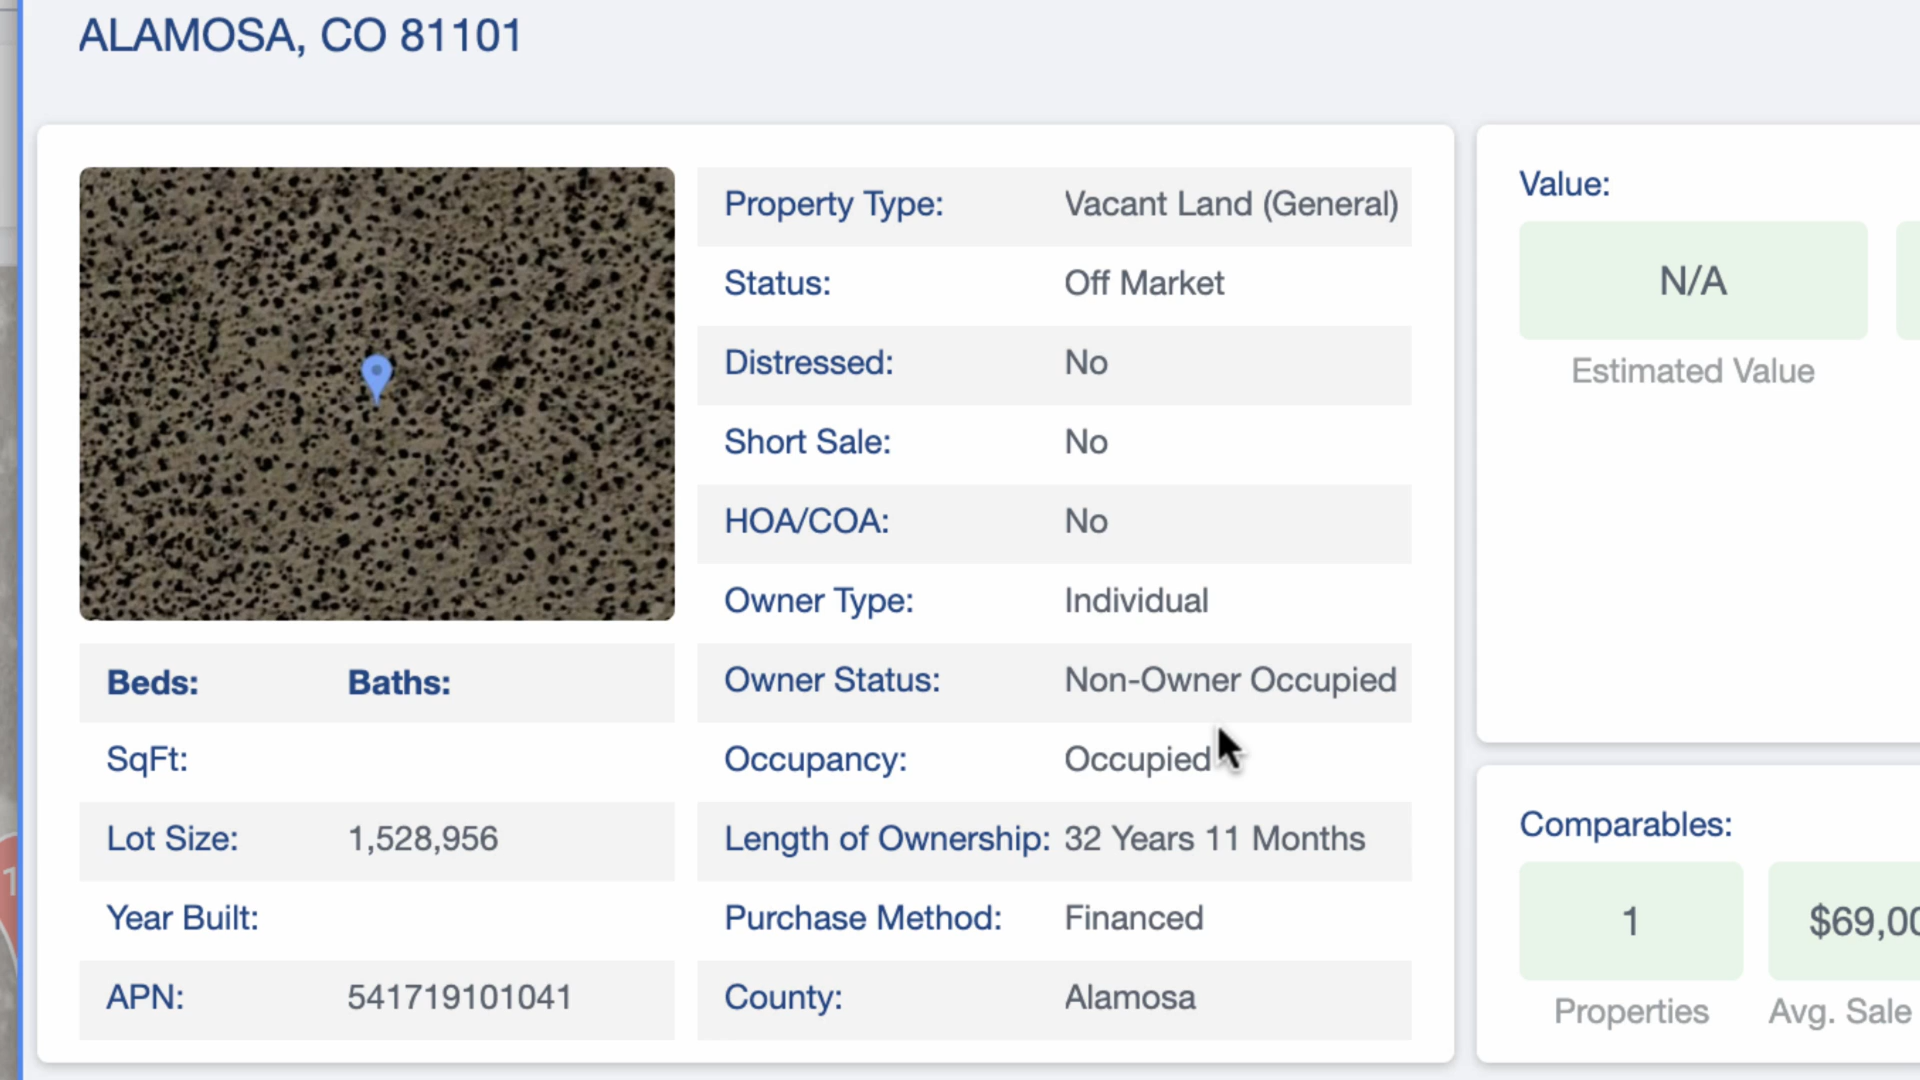 ALAMOSA, CO 81101
Property Type: Vacant Land (General)
Status: Off Market
Distressed: No
Short Sale: No
HOA/COA: No
Owner Type: Individual
Owner Status: Non-Owner Occupied
Occupancy: Occupied
Length of Ownership: 32 Years 11 Months
Purchase Method: Financed
County: Alamosa
Beds: Baths:
SqFt:
Lot Size: 1,528,956
Year Built:
APN: 541719101041
Value:
N/A
Estimated Value
Comparables:
1
Properties
$69,00
Avg. Sale
1